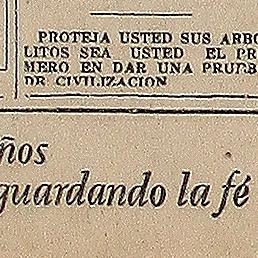 PROTEJA USTED SUS ARBO
LITOS SEA USTED EL PR
MERO EN DAR UNA PRUEB
DE CIVILIZACION
ños
guardando la fé